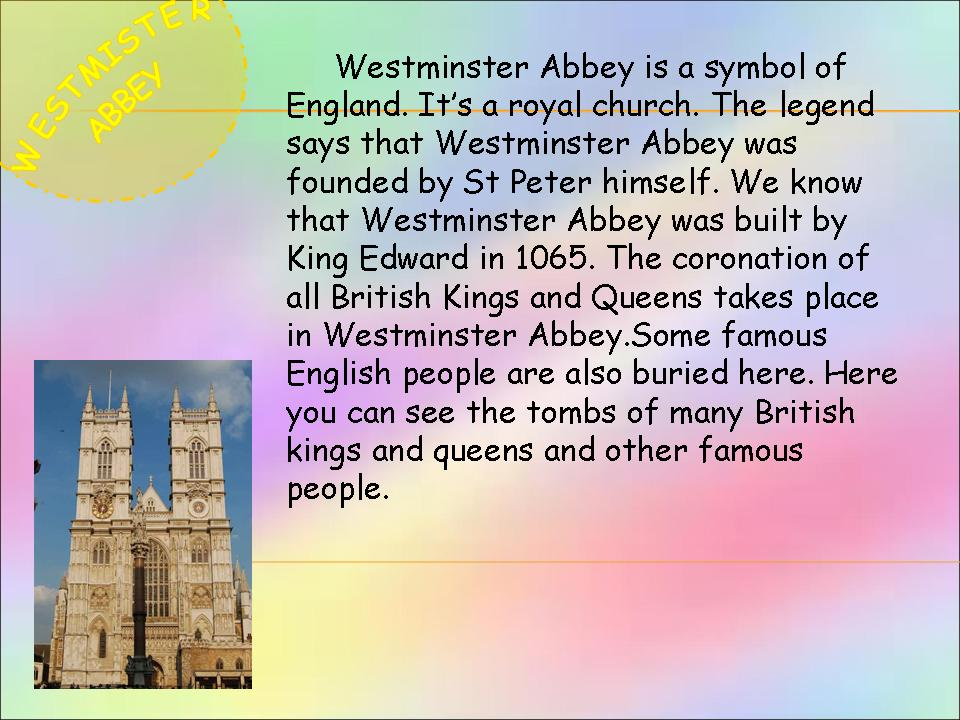 WESTMISTER
ABBEY
Westminster Abbey is a symbol of
England. It’s a royal church. The legend
says that Westminster Abbey was
founded by St Peter himself. We know
that Westminster Abbey was built by
King Edward in 1065. The coronation of
all British Kings and Queens takes place
in Westminster Abbey.Some famous
English people are also buried here. Here
you can see the tombs of many British
kings and queens and other famous
people.